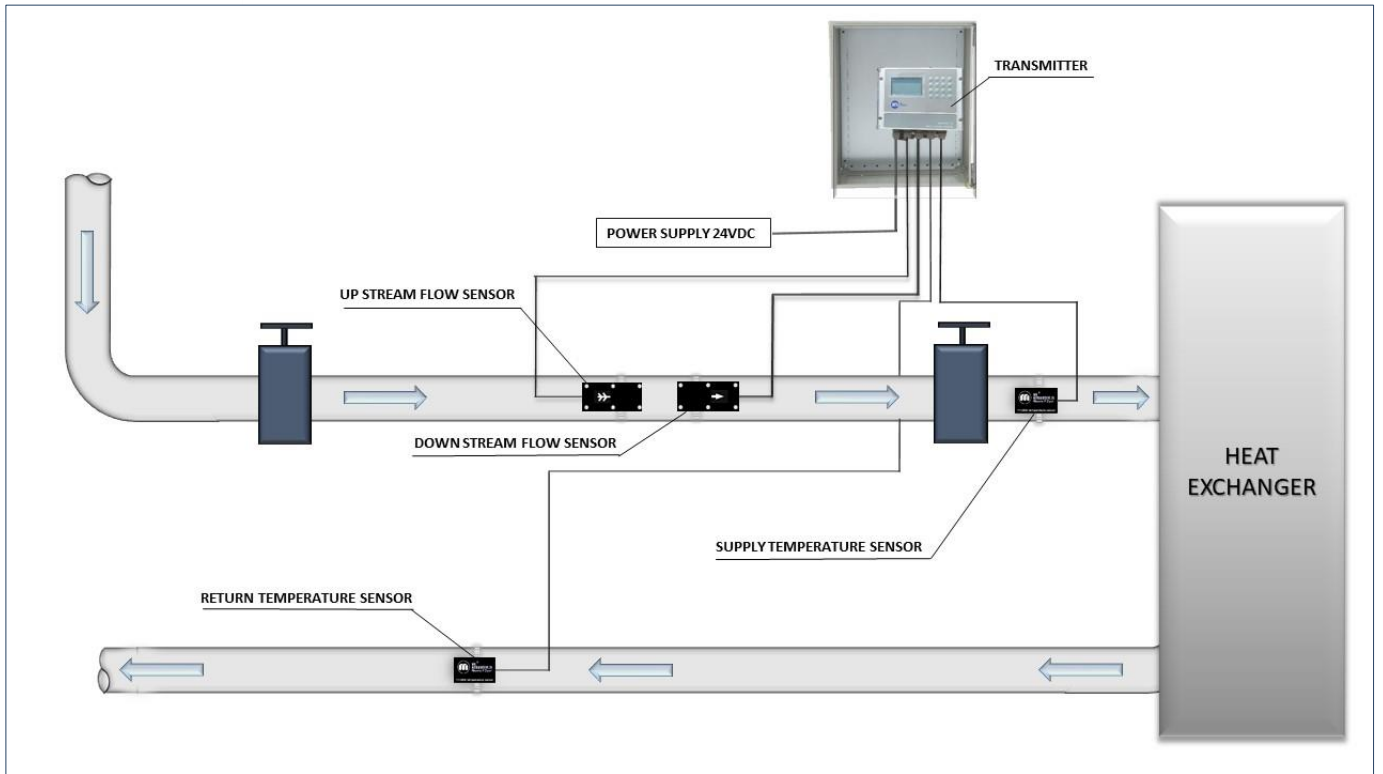 TRANSMITTER
POWER SUPPLY 24VDC
UP STREAM FLOW SENSOR
DOWN STREAM FLOW SENSOR
HEAT
EXCHANGER
SUPPLY TEMPERATURE SENSOR
RETURN TEMPERATURE SENSOR